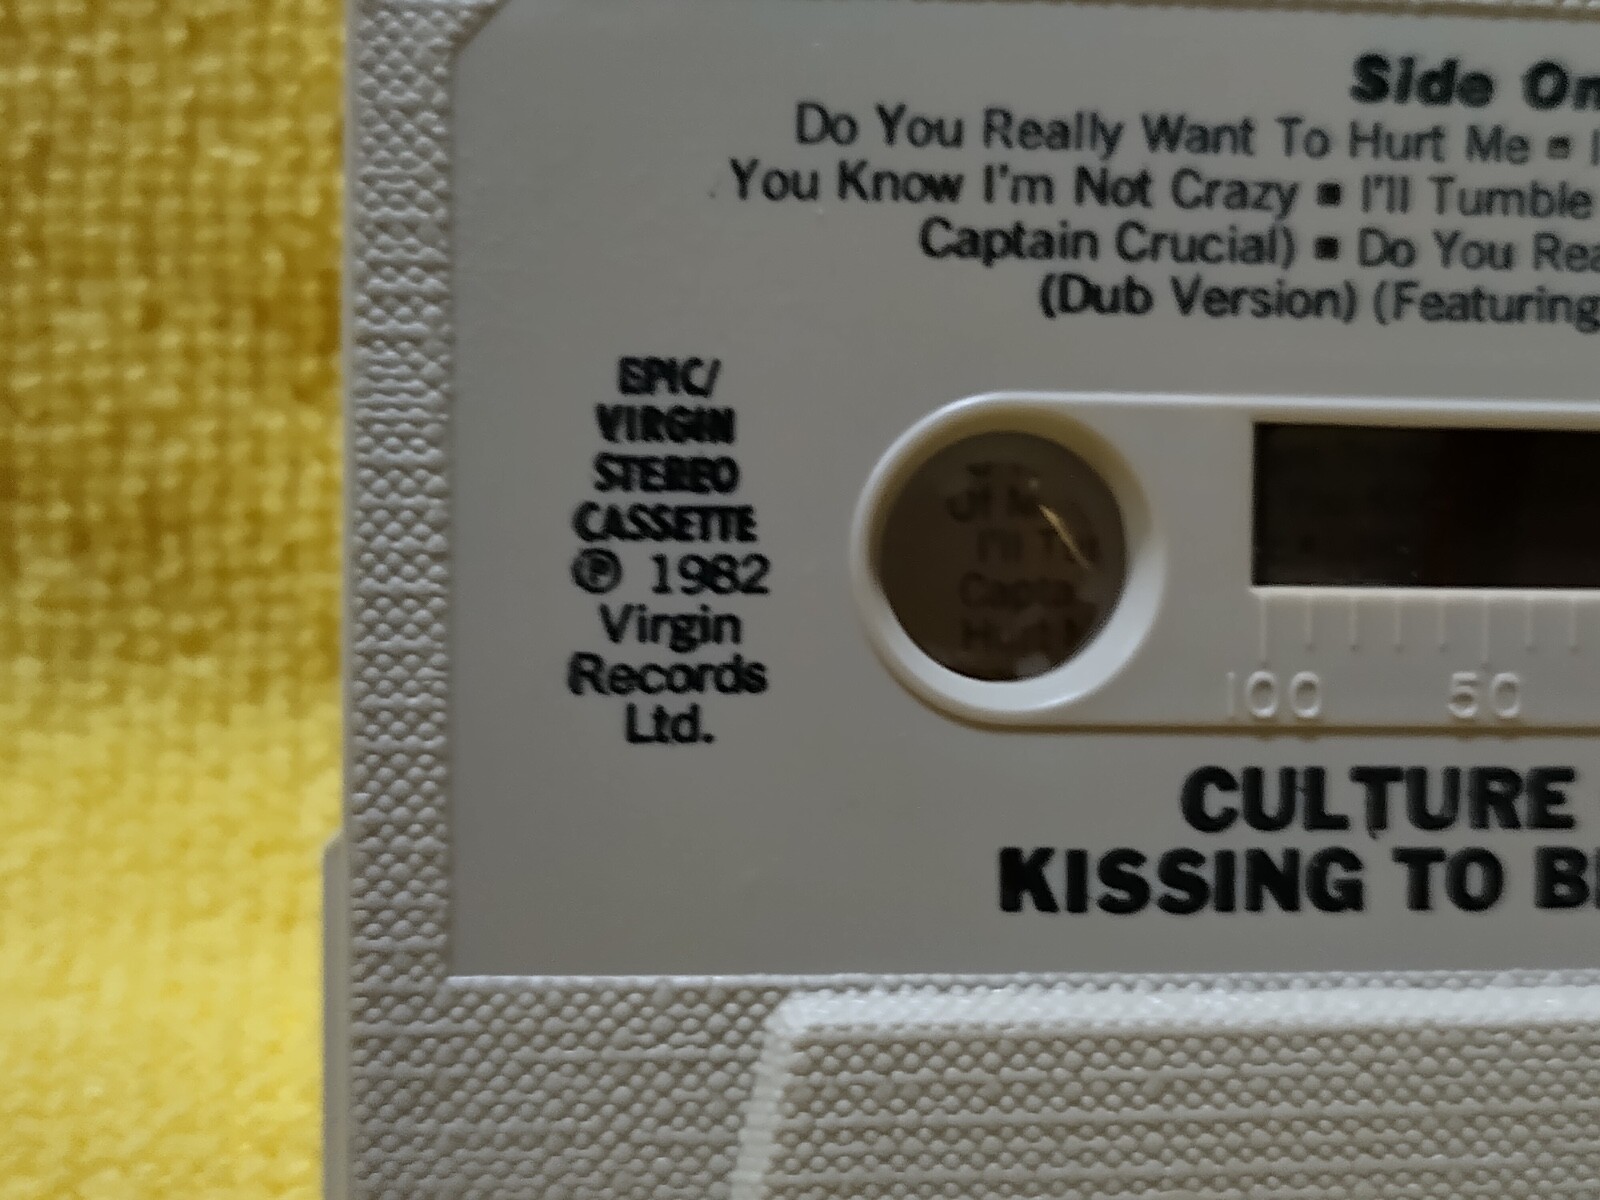 Side On
Do You Really Want To Hurt Me ▪ I
You Know I'm Not Crazy ▪ I'll Tumble
Captain Crucial) ▪ Do You Rea
(Dub Version) (Featuring
EPIC/
VIRGIN
STEREO
CASSETTE
Ⓟ 1982
Virgin
Records
Ltd.
100 50
CULTURE
KISSING TO B